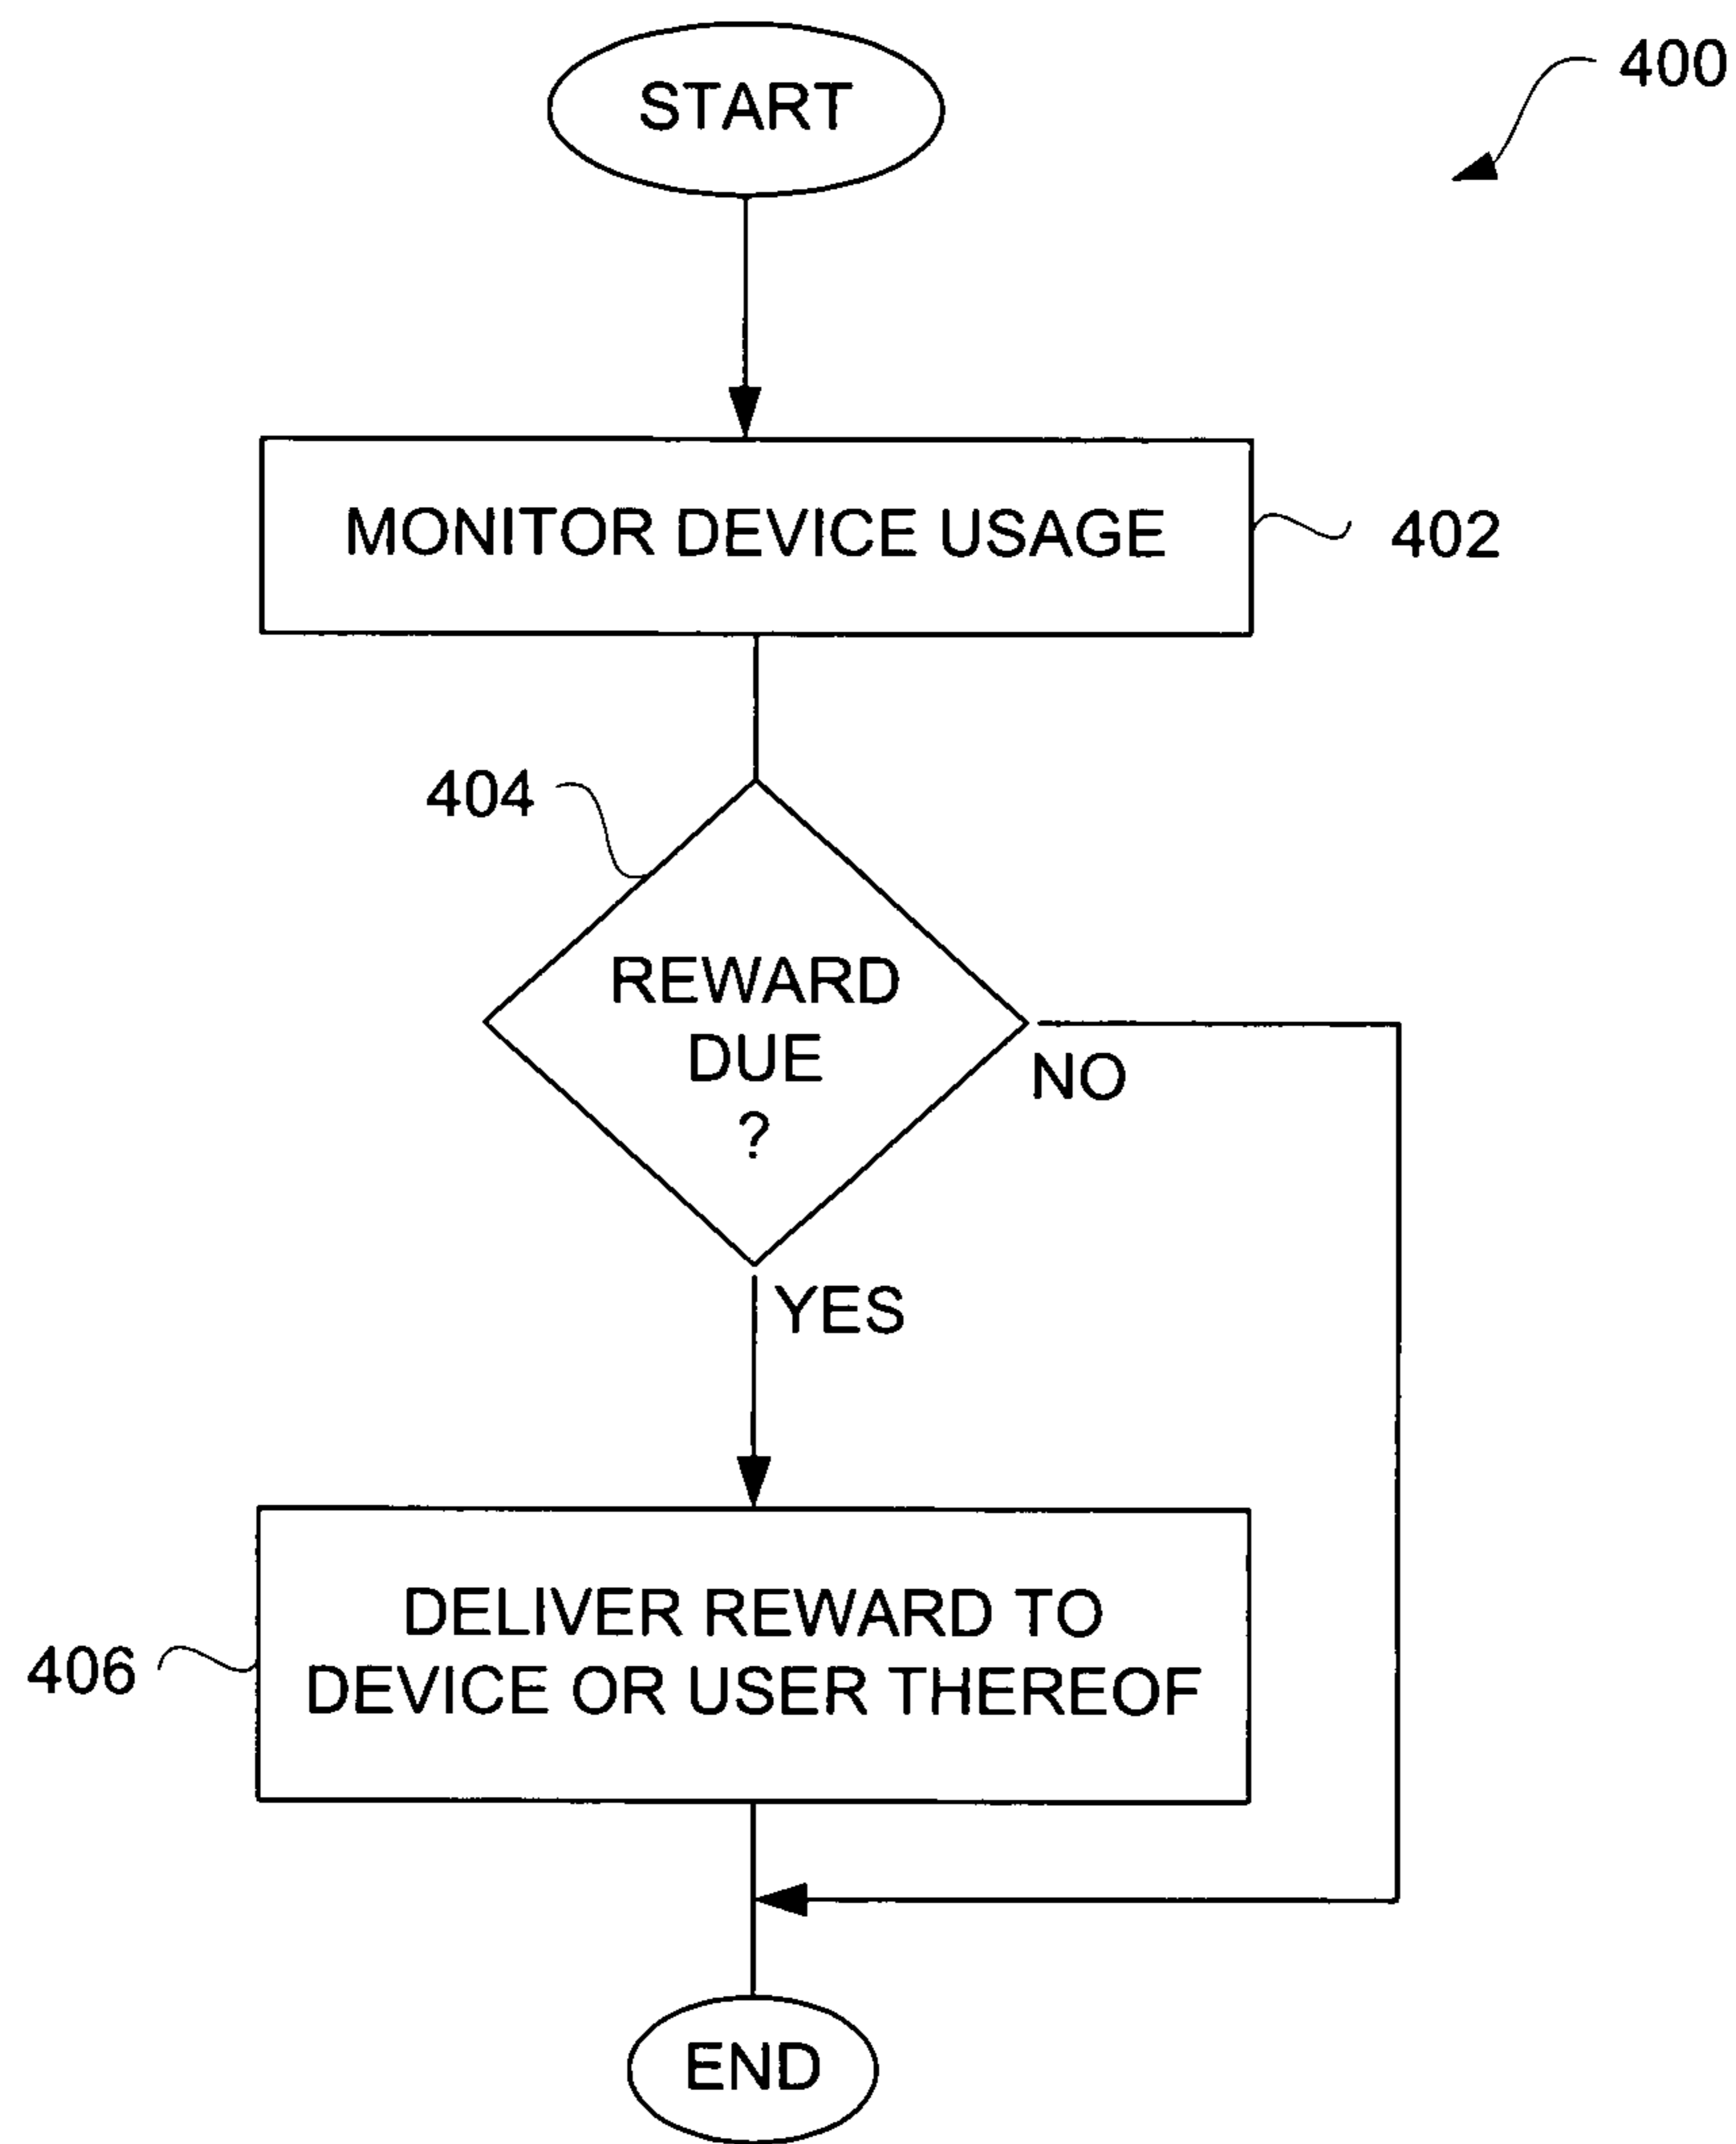 START
400
MONITOR DEVICE USAGE
402
404
REWARD
DUE
?
NO
YES
DELIVER REWARD TO
DEVICE OR USER THEREOF
406
END